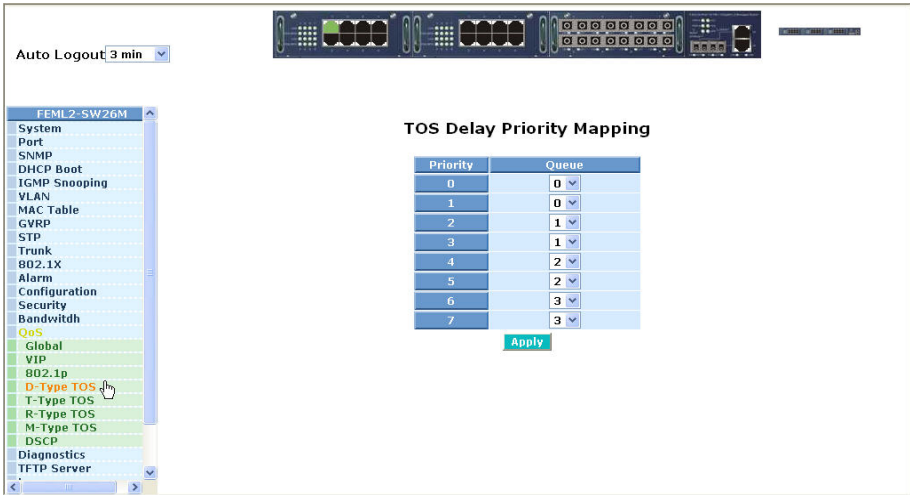 Auto Logout 3 min
FEML2-SW26M
System
Port
SNMP
DHCP Boot
IGMP Snooping
VLAN
MAC Table
GVRP
STP
Trunk
802.1X
Alarm
Configuration
Security
Bandwitdh
QoS
Global
VIP
802.1p
D-Type TOS
T-Type TOS
R-Type TOS
M-Type TOS
DSCP
Diagnostics
TFTP Server
TOS Delay Priority Mapping
Priority Queue
0 0
1 0
2 1
3 1
4 2
5 2
6 3
7 3
Apply